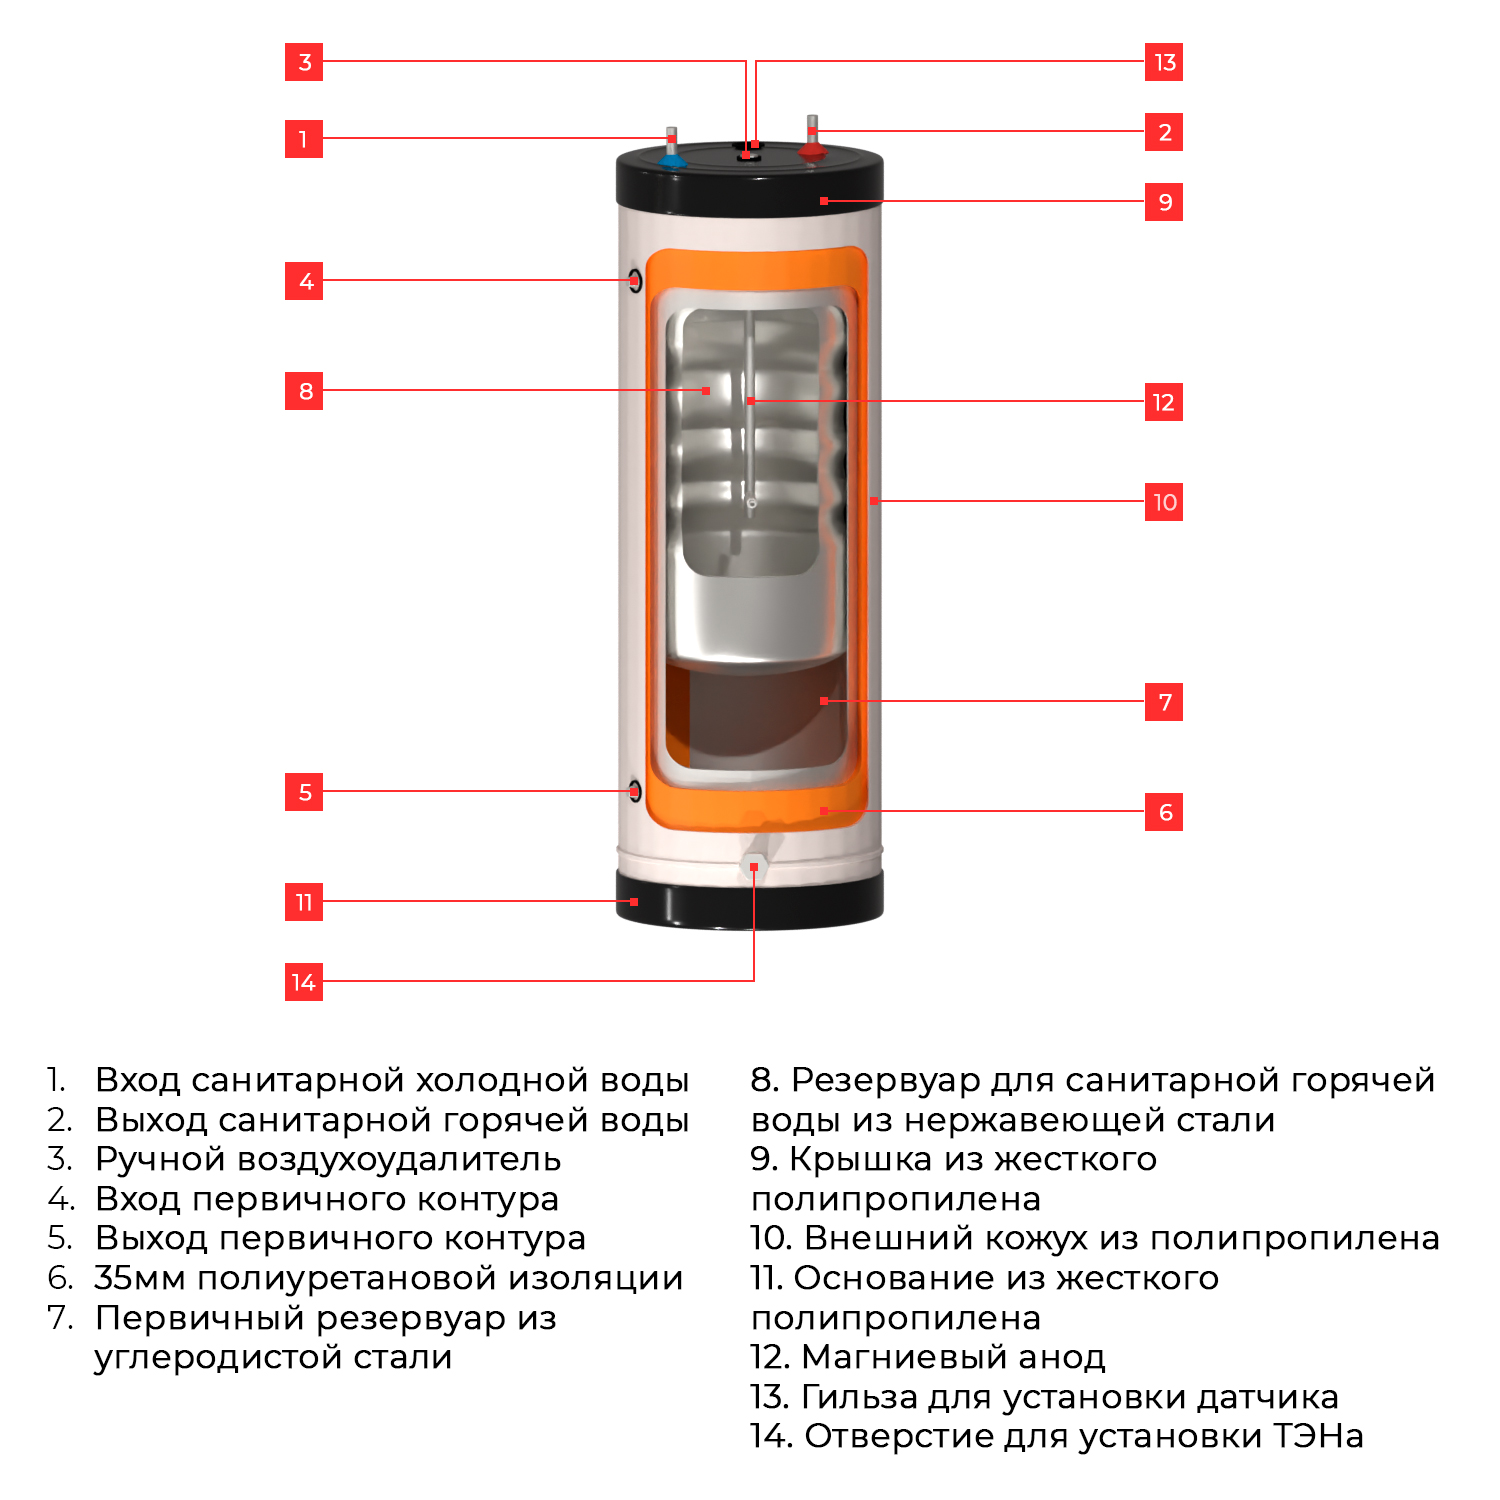 3
13
1
2
9
4
8
12
10
7
5
6
11
14
1. Вход санитарной холодной воды
2. Выход санитарной горячей воды
3. Ручной воздухоудалитель
4. Вход первичного контура
5. Выход первичного контура
6. 35мм полиуретановой изоляции
7. Первичный резервуар из
углеродистой стали
8. Резервуар для санитарной горячей
воды из нержавеющей стали
9. Крышка из жесткого
полипропилена
10. Внешний кожух из полипропилена
11. Основание из жесткого
полипропилена
12. Магниевый анод
13. Гильза для установки датчика
14. Отверстие для установки ТЭНа